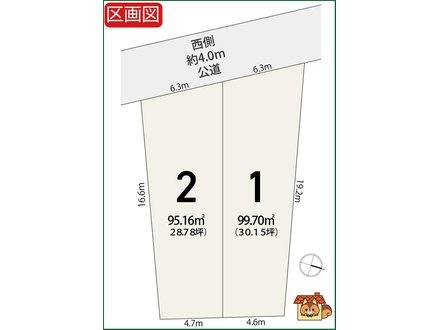 区画図
西側
約4.0m
公道
6.3m
6.3m
16.6m
19.2m
2
95.16㎡
28.78坪)
1
99.70㎡
(30.15坪)
4.7m
4.6m